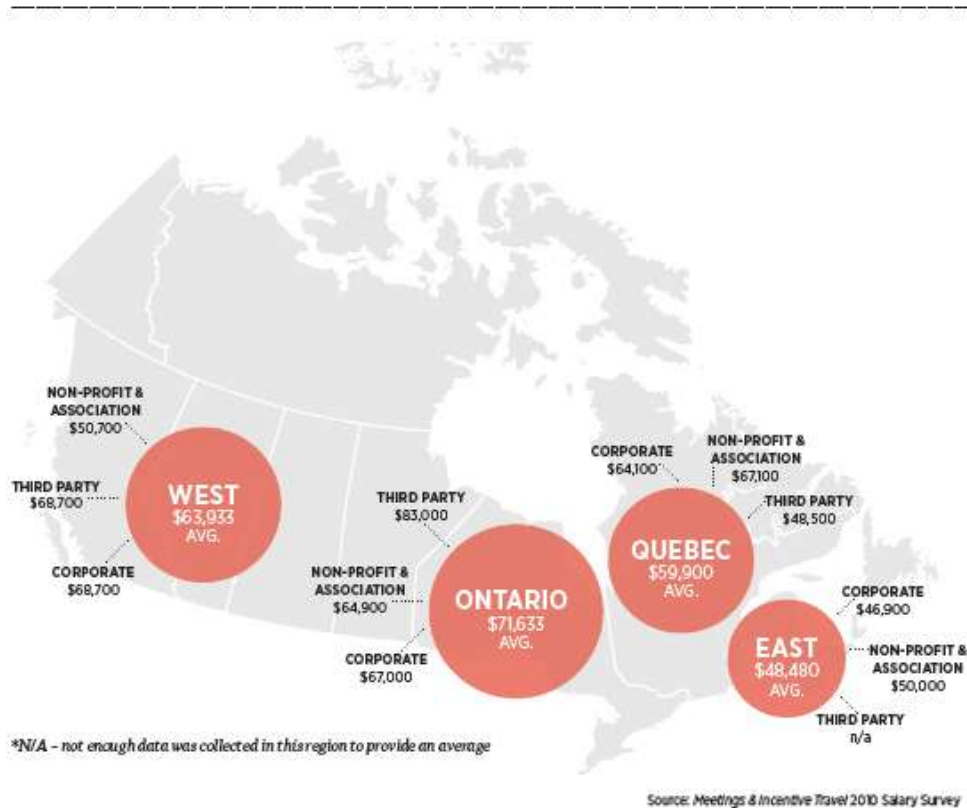 NON-PROFIT &
ASSOCIATION
$50,700
THIRD PARTY
$68,700
CORPORATE
$68,700
WEST
$63,933
AVG.
THIRD PARTY
$83,000
NON-PROFIT &
ASSOCIATION
$64,900
CORPORATE
$67,000
ONTARIO
$71,633
AVG.
CORPORATE
$64,100
NON-PROFIT &
ASSOCIATION
$67,100
THIRD PARTY
$48,500
QUEBEC
$59,900
AVG.
CORPORATE
$46,900
NON-PROFIT &
ASSOCIATION
$50,000
THIRD PARTY
n/a
EAST
$48,480
AVG.
*N/A – not enough data was collected in this region to provide an average
Source: Meetings & Incentive Travel 2010 Salary Survey